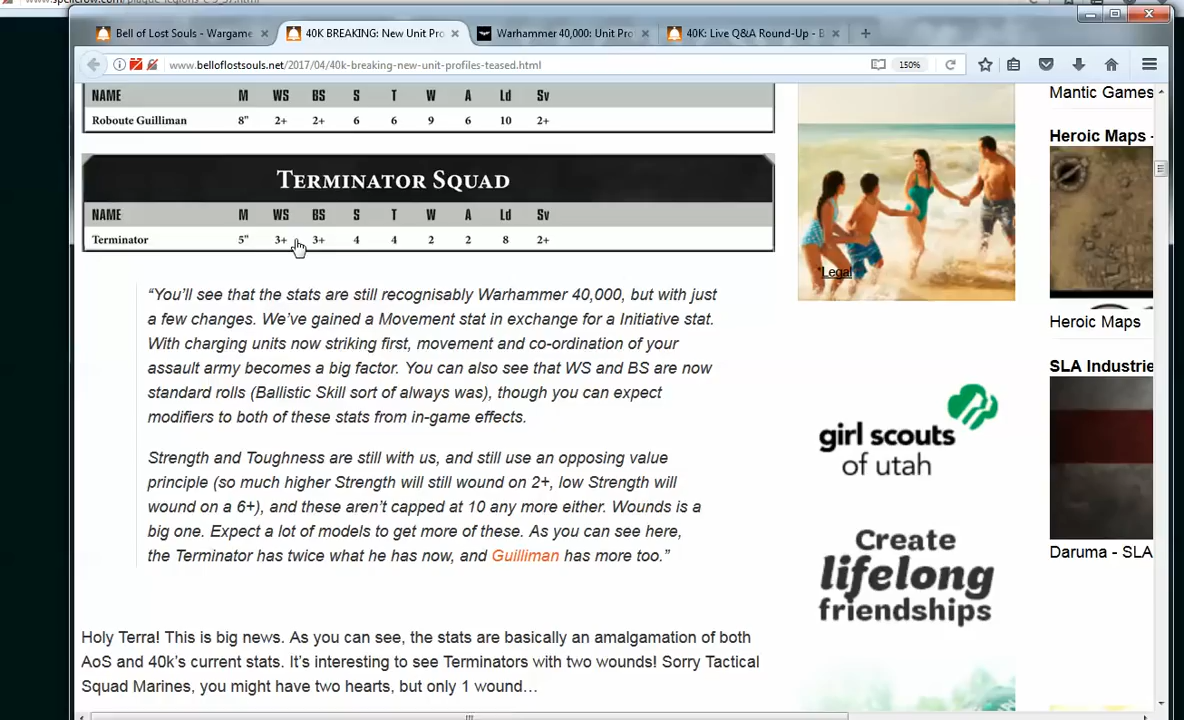 Bell of Lost Souls - Wargame
40K BREAKING: New Unit Pro
Warhammer 40,000: Unit Pro
40K: Live Q&A Round-Up - B
www.belloflostsouls.net/2017/04/40k-breaking-new-unit-profiles-teased.html
150%
NAME M WS BS S T W A Ld Sv
Roboute Guilliman 8" 2+ 2+ 6 6 9 6 10 2+
TERMINATOR SQUAD
NAME M WS BS S T W A Ld Sv
Terminator 5" 3+ 3+ 4 4 2 2 8 2+
“You’ll see that the stats are still recognisably Warhammer 40,000, but with just
a few changes. We’ve gained a Movement stat in exchange for a Initiative stat.
With charging units now striking first, movement and co-ordination of your
assault army becomes a big factor. You can also see that WS and BS are now
standard rolls (Ballistic Skill sort of always was), though you can expect
modifiers to both of these stats from in-game effects.
Strength and Toughness are still with us, and still use an opposing value
principle (so much higher Strength will still wound on 2+, low Strength will
wound on a 6+), and these aren’t capped at 10 any more either. Wounds is a
big one. Expect a lot of models to get more of these. As you can see here,
the Terminator has twice what he has now, and Guilliman has more too.”
Holy Terra! This is big news. As you can see, the stats are basically an amalgamation of both
AoS and 40k’s current stats. It’s interesting to see Terminators with two wounds! Sorry Tactical
Squad Marines, you might have two hearts, but only 1 wound…
*Legal
girl scouts
of utah
Create
lifelong
friendships
Mantic Games
Heroic Maps -
Heroic Maps
SLA Industrie
Daruma - SLA